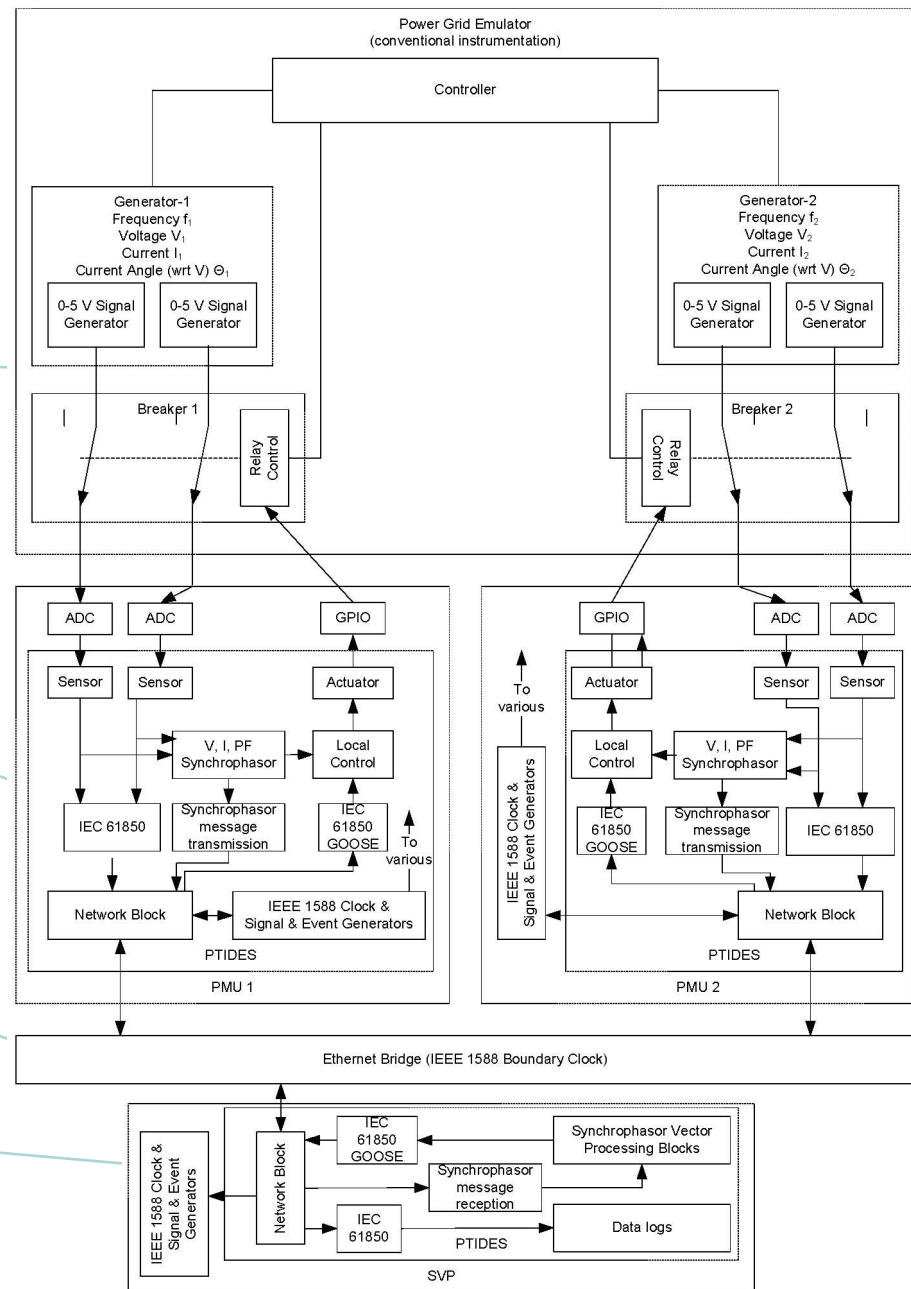 Power Grid Emulator
(conventional instrumentation)
Controller
Generator-1
Frequency f₁
Voltage V₁
Current I₁
Current Angle (wrt V) Θ₁
0-5 V Signal
Generator
0-5 V Signal
Generator
Generator-2
Frequency f₂
Voltage V₂
Current I₂
Current Angle (wrt V) Θ₂
0-5 V Signal
Generator
0-5 V Signal
Generator
Breaker 1
Relay
Control
Breaker 2
Relay
Control
ADC
ADC
GPIO
Sensor
Sensor
Actuator
V, I, PF
Synchrophasor
Local
Control
IEC 61850
Synchrophasor
message
transmission
IEC
61850
GOOSE
To
various
Network Block
IEEE 1588 Clock &
Signal & Event Generators
PTIDES
PMU 1
GPIO
ADC
ADC
To
various
Actuator
Sensor
Sensor
Local
Control
V, I, PF
Synchrophasor
IEEE 1588 Clock &
Signal & Event Generators
IEC
61850
GOOSE
Synchrophasor
message
transmission
IEC 61850
Network Block
PTIDES
PMU 2
Ethernet Bridge (IEEE 1588 Boundary Clock)
IEEE 1588 Clock &
Signal & Event
Generators
Network Block
IEC
61850
GOOSE
Synchrophasor Vector
Processing Blocks
Synchrophasor
message
reception
IEC
61850
Data logs
PTIDES
SVP